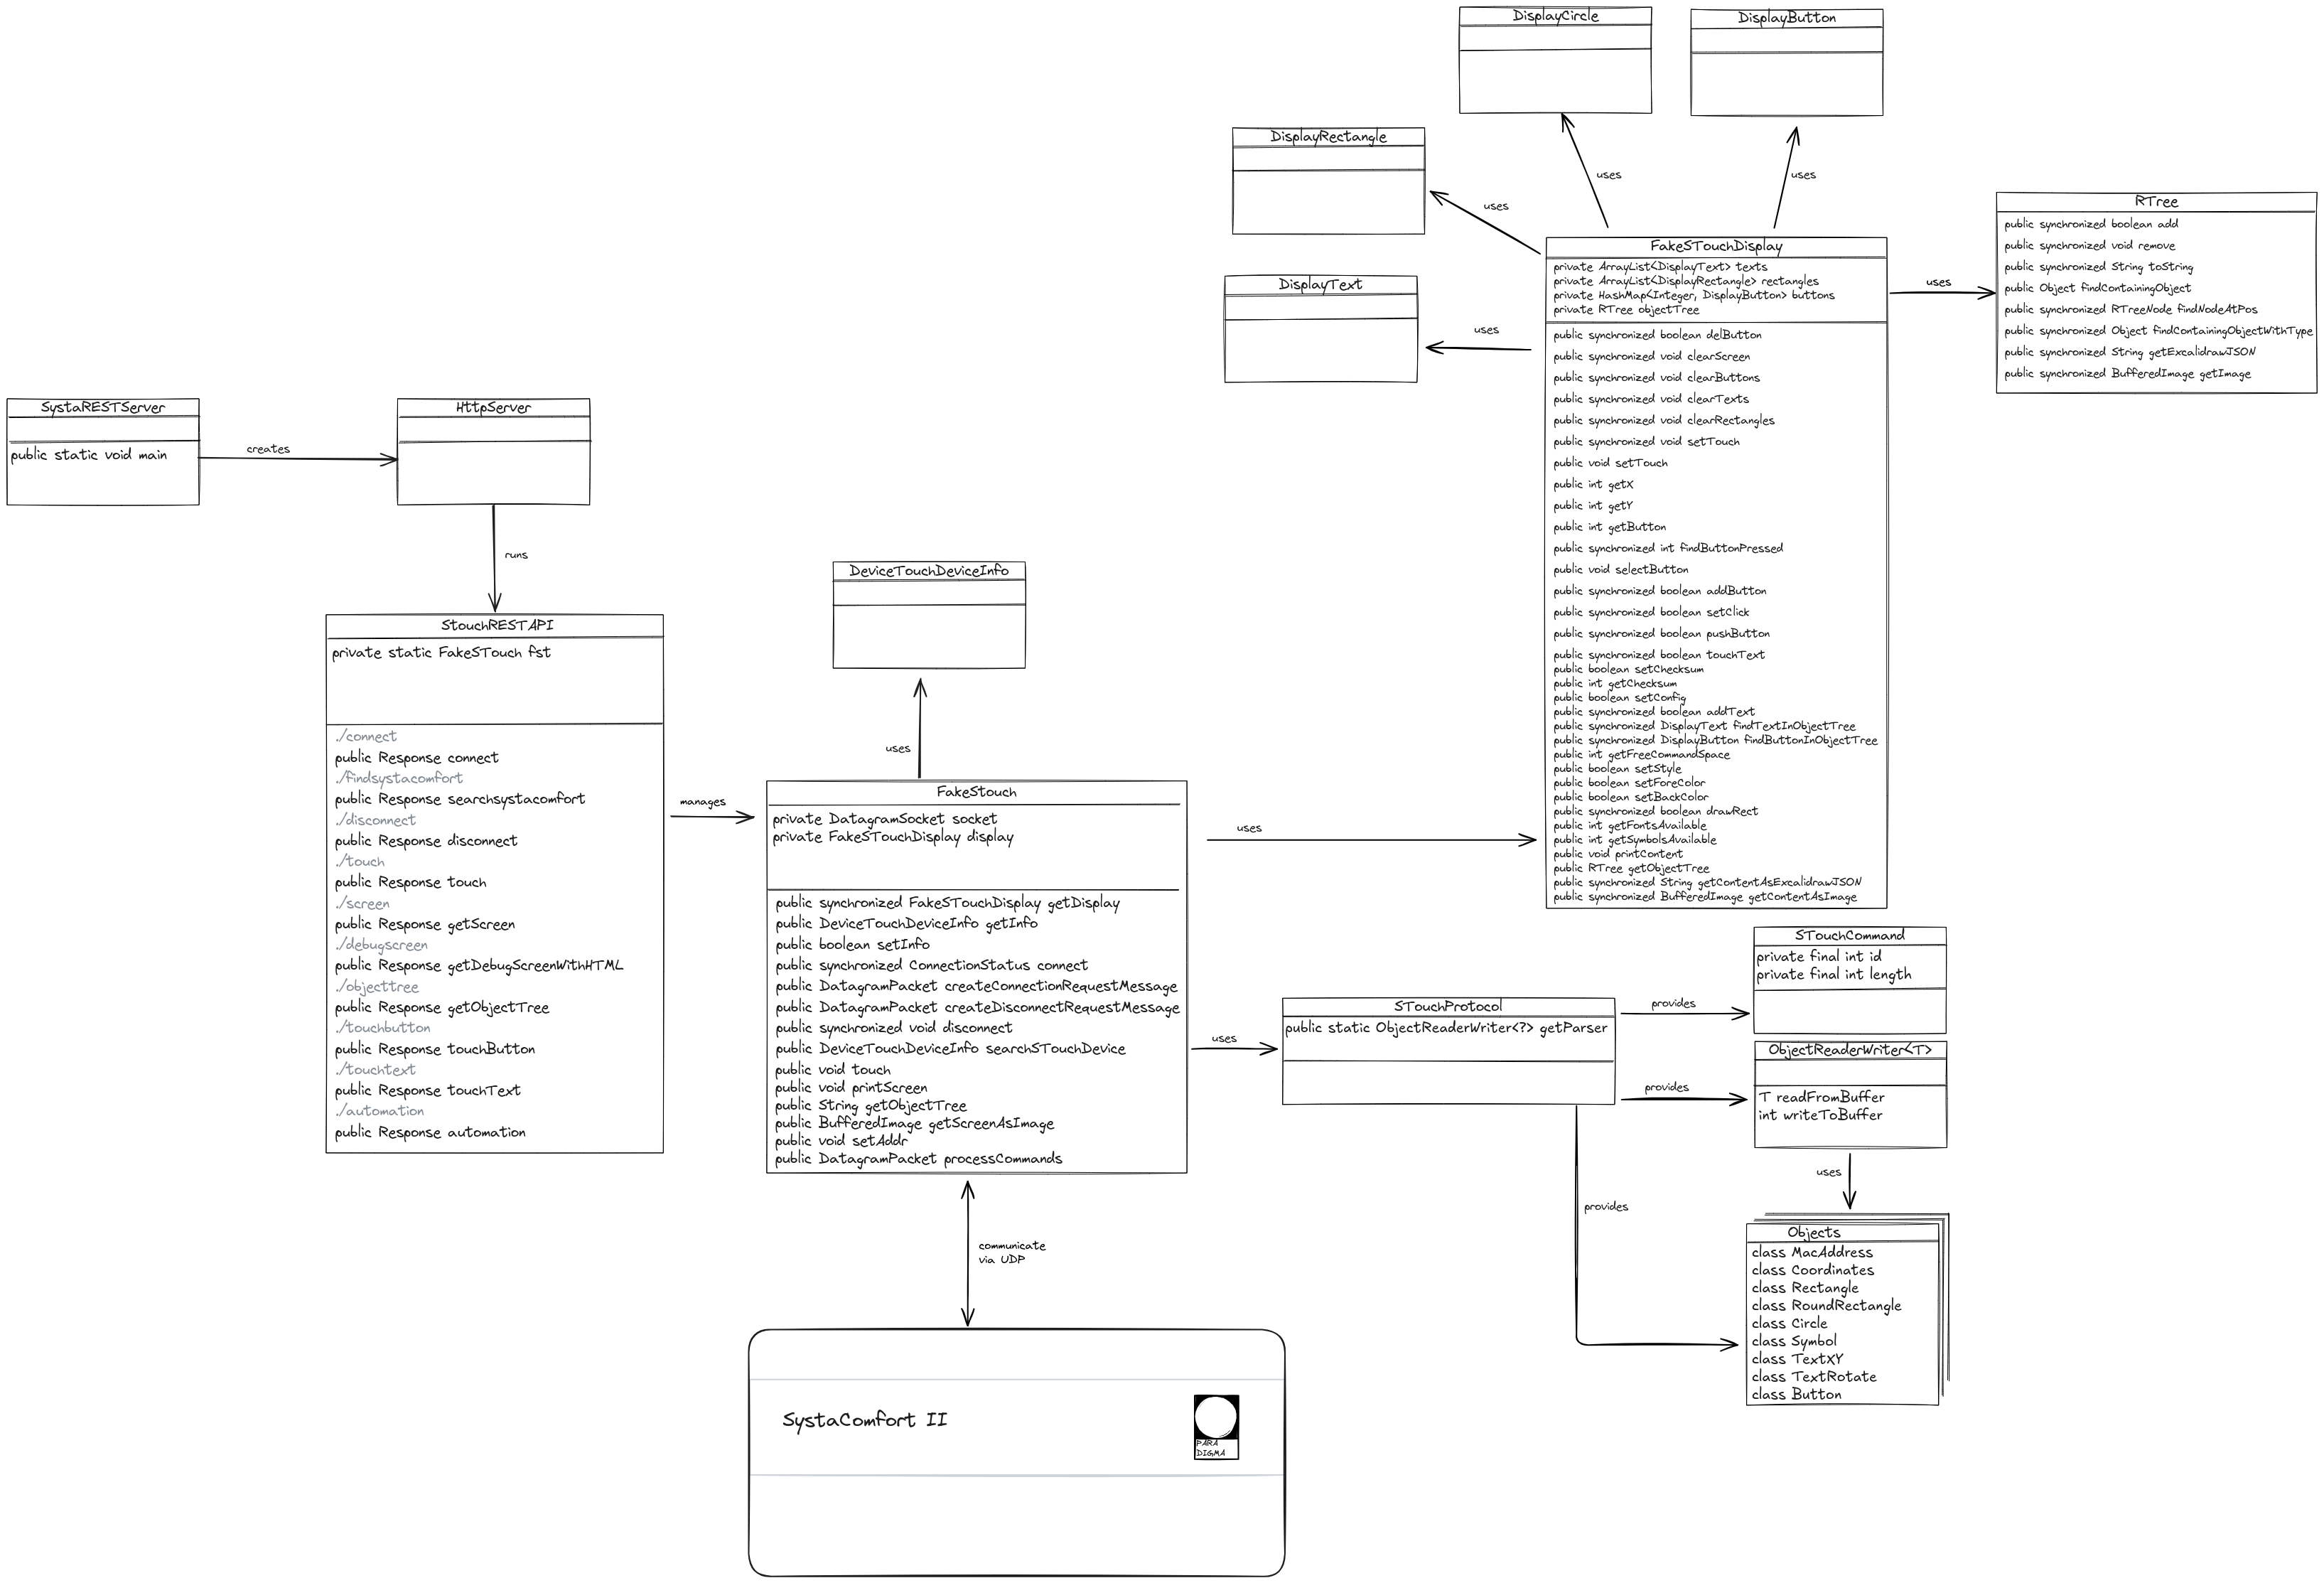 DisplayCircle
DisplayButton
DisplayRectangle
uses
uses
uses
DisplayText
uses
FakeSTouchDisplay
private ArrayList<DisplayText> texts
private ArrayList<DisplayRectangle> rectangles
private HashMap<Integer, DisplayButton> buttons
private RTree objectTree
public synchronized boolean delButton
public synchronized void clearScreen
public synchronized void clearButtons
public synchronized void clearTexts
public synchronized void clearRectangles
public synchronized void setTouch
public void setTouch
public int getX
public int getY
public int getButton
public synchronized int findButtonPressed
public void selectButton
public synchronized boolean addButton
public synchronized boolean setClick
public synchronized boolean pushButton
public synchronized boolean touchText
public boolean setChecksum
public int getChecksum
public boolean setConfig
public synchronized boolean addText
public synchronized DisplayText findTextInObjectTree
public synchronized DisplayButton findButtonInObjectTree
public int getFreeCommandSpace
public boolean setStyle
public boolean setForeColor
public boolean setBackColor
public synchronized boolean drawRect
public int getFontsAvailable
public int getSymbolsAvailable
public void printContent
public RTree getObjectTree
public synchronized String getContentAsExcalidrawJSON
public synchronized BufferedImage getContentAsImage
uses
RTree
public synchronized boolean add
public synchronized void remove
public synchronized String toString
public Object findContainingObject
public synchronized RTreeNode findNodeAtPos
public synchronized Object findContainingObjectWithType
public synchronized String getExcalidrawJSON
public synchronized BufferedImage getImage
SystaRESTServer
public static void main
creates
HttpServer
runs
StouchRESTAPI
private static FakeSTouch fst
./connect
public Response connect
./findsystacomfort
public Response searchsystacomfort
./disconnect
public Response disconnect
./touch
public Response touch
./screen
public Response getScreen
./debugscreen
public Response getDebugScreenWithHTML
./objecttree
public Response getObjectTree
./touchbutton
public Response touchButton
./touchtext
public Response touchText
./automation
public Response automation
manages
DeviceTouchDeviceInfo
uses
FakeStouch
private DatagramSocket socket
private FakeSTouchDisplay display
public synchronized FakeSTouchDisplay getDisplay
public DeviceTouchDeviceInfo getInfo
public boolean setInfo
public synchronized ConnectionStatus connect
public DatagramPacket createConnectionRequestMessage
public DatagramPacket createDisconnectRequestMessage
public synchronized void disconnect
public DeviceTouchDeviceInfo searchSTouchDevice
public void touch
public void printScreen
public String getObjectTree
public BufferedImage getScreenAsImage
public void setAddr
public DatagramPacket processCommands
uses
uses
STouchProtocol
public static ObjectReaderWriter<?> getParser
provides
STouchCommand
private final int id
private final int length
provides
ObjectReaderWriter<T>
T readFromBuffer
int writeToBuffer
uses
provides
Objects
class MacAddress
class Coordinates
class Rectangle
class RoundRectangle
class Circle
class Symbol
class TextXY
class TextRotate
class Button
communicate
via UDP
SystaComfort II
PARA
DIGMA